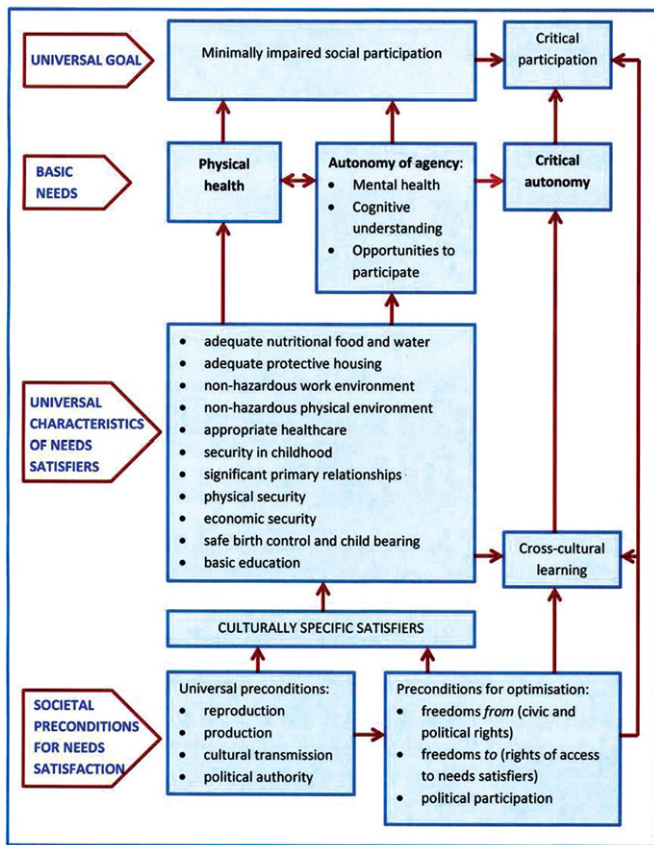 UNIVERSAL GOAL
Minimally impaired social participation
Critical
participation
BASIC
NEEDS
Physical
health
Autonomy of agency:
• Mental health
• Cognitive
understanding
• Opportunities to
participate
Critical
autonomy
UNIVERSAL
CHARACTERISTICS
OF NEEDS
SATISFIERS
• adequate nutritional food and water
• adequate protective housing
• non-hazardous work environment
• non-hazardous physical environment
• appropriate healthcare
• security in childhood
• significant primary relationships
• physical security
• economic security
• safe birth control and child bearing
• basic education
Cross-cultural
learning
CULTURALLY SPECIFIC SATISFIERS
SOCIETAL
PRECONDITIONS
FOR NEEDS
SATISFACTION
Universal preconditions:
• reproduction
• production
• cultural transmission
• political authority
Preconditions for optimisation:
• freedoms from (civic and
political rights)
• freedoms to (rights of access
to needs satisfiers)
• political participation